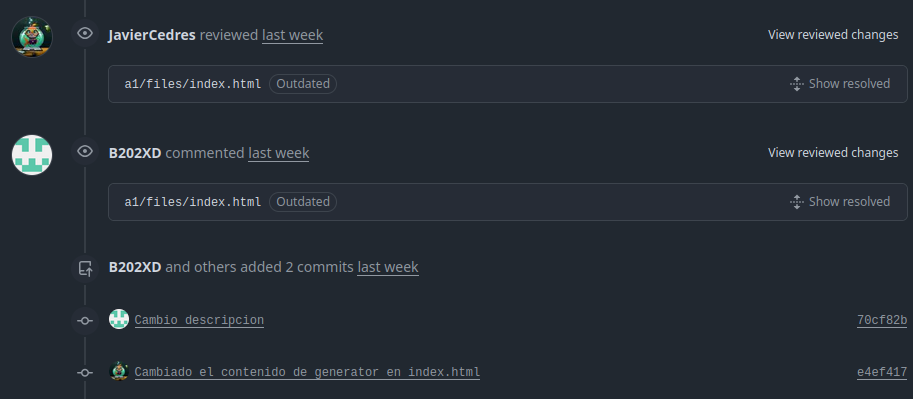 JavierCedres reviewed last week View reviewed changes
a1/files/index.html Outdated Show resolved
B202XD commented last week View reviewed changes
a1/files/index.html Outdated Show resolved
B202XD and others added 2 commits last week
Cambio descripcion 70cf82b
Cambiado el contenido de generator en index.html e4ef417